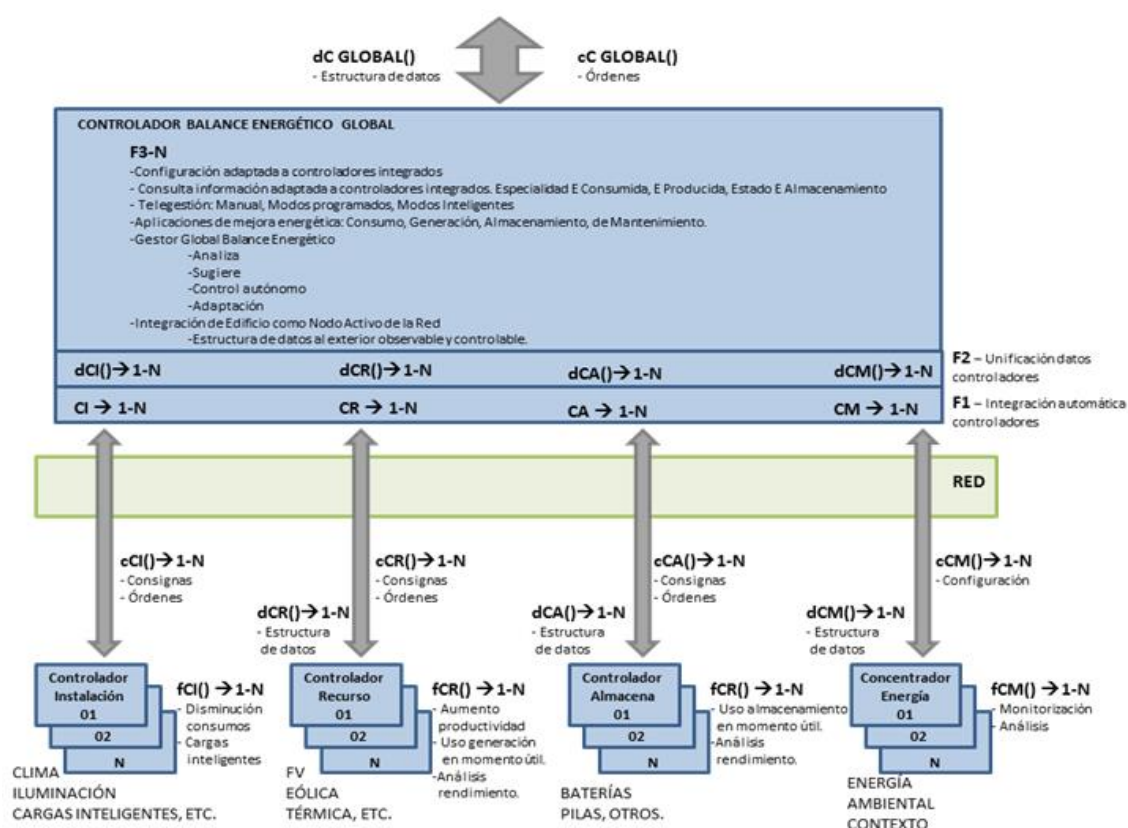 dC GLOBAL()
- Estructura de datos
cC GLOBAL()
- Órdenes
CONTROLADOR BALANCE ENERGÉTICO GLOBAL
F3-N
-Configuración adaptada a controladores integrados
- Consulta información adaptada a controladores integrados. Especialidad E Consumida, E Producida, Estado E Almacenamiento
- Telegestión: Manual, Modos programados, Modos Inteligentes
-Aplicaciones de mejora energética: Consumo, Generación, Almacenamiento, de Mantenimiento.
-Gestor Global Balance Energético
-Analiza
-Sugiere
-Control autónomo
-Adaptación
-Integración de Edificio como Nodo Activo de la Red
-Estructura de datos al exterior observable y controlable.
dCI()→1-N
dCR()→1-N
dCA()→1-N
dCM()→1-N
F2 – Unificación datos
controladores
CI → 1-N
CR → 1-N
CA → 1-N
CM → 1-N
F1 – Integración automática
controladores
RED
cCI()→1-N
- Consignas
- Órdenes
cCR()→1-N
- Consignas
- Órdenes
cCA()→1-N
- Consignas
- Órdenes
cCM()→1-N
- Configuración
dCR()→1-N
- Estructura
de datos
dCA()→1-N
- Estructura
de datos
dCM()→1-N
- Estructura
de datos
Controlador
Instalación
01
02
N
fCI() →1-N
- Disminución
consumos
- Cargas
inteligentes
CLIMA
ILUMINACIÓN
CARGAS INTELIGENTES, ETC.
Controlador
Recurso
01
02
N
fCR() →1-N
- Aumento
productividad
- Uso generación
en momento útil.
-Análisis
rendimiento.
FV
EÓLICA
TÉRMICA, ETC.
Controlador
Almacena
01
02
N
fCR()→1-N
- Uso almacenamiento
en momento útil.
-Análisis
rendimiento.
BATERÍAS
PILAS, OTROS.
Concentrador
Energía
01
02
N
fCM()→1-N
- Monitorización
- Análisis
ENERGÍA
AMBIENTAL
CONTEXTO